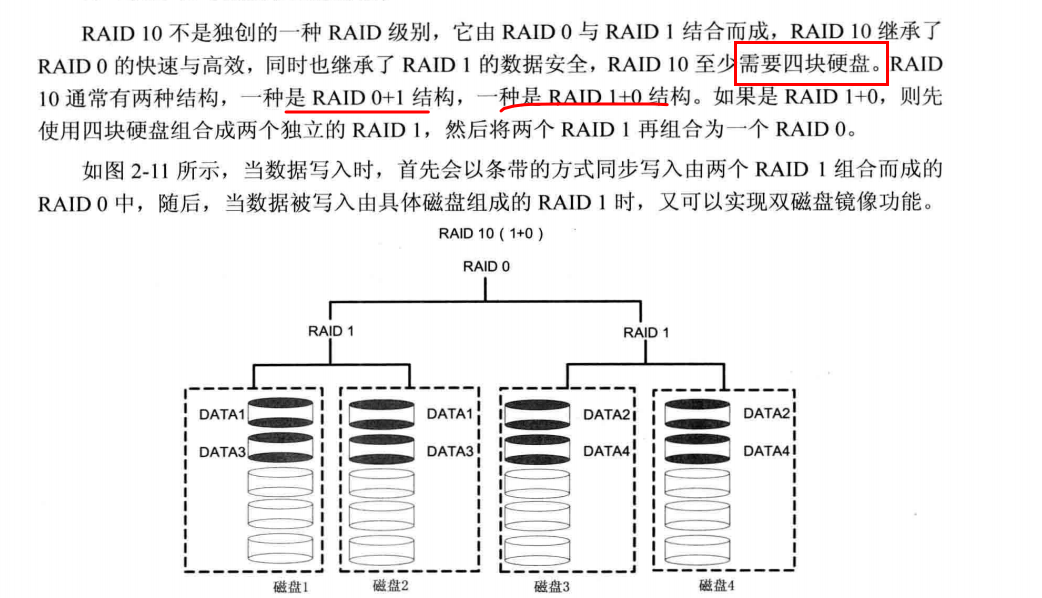 RAID 10 不是独创的一种 RAID 级别，它由 RAID 0 与 RAID 1 结合而成，RAID 10 继承了
RAID 0 的快速与高效，同时也继承了 RAID 1 的数据安全，RAID 10 至少需要四块硬盘。RAID
10 通常有两种结构，一种是 RAID 0+1 结构，一种是 RAID 1+0 结构。如果是 RAID 1+0，则先
使用四块硬盘组合成两个独立的 RAID 1，然后将两个 RAID 1 再组合为一个 RAID 0。
如图 2-11 所示，当数据写入时，首先会以条带的方式同步写入由两个 RAID 1 组合而成的
RAID 0 中，随后，当数据被写入由具体磁盘组成的 RAID 1 时，又可以实现双磁盘镜像功能。
RAID 10（1+0）
RAID 0
RAID 1 RAID 1
DATA1 DATA1 DATA2 DATA2
DATA3 DATA3 DATA4 DATA4
磁盘1 磁盘2 磁盘3 磁盘4